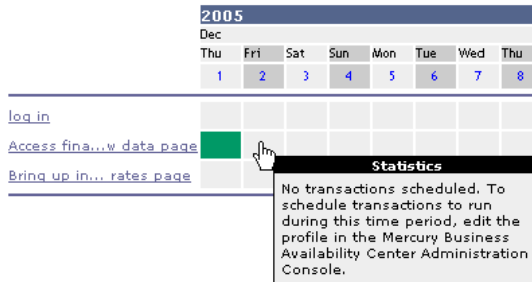 2005
Dec
Thu Fri Sat Sun Mon Tue Wed Thu
1 2 3 4 5 6 7 8
log in
Access fina...w data page
Bring up in... rates page
Statistics
No transactions scheduled. To
schedule transactions to run
during this time period, edit the
profile in the Mercury Business
Availability Center Administration
Console.